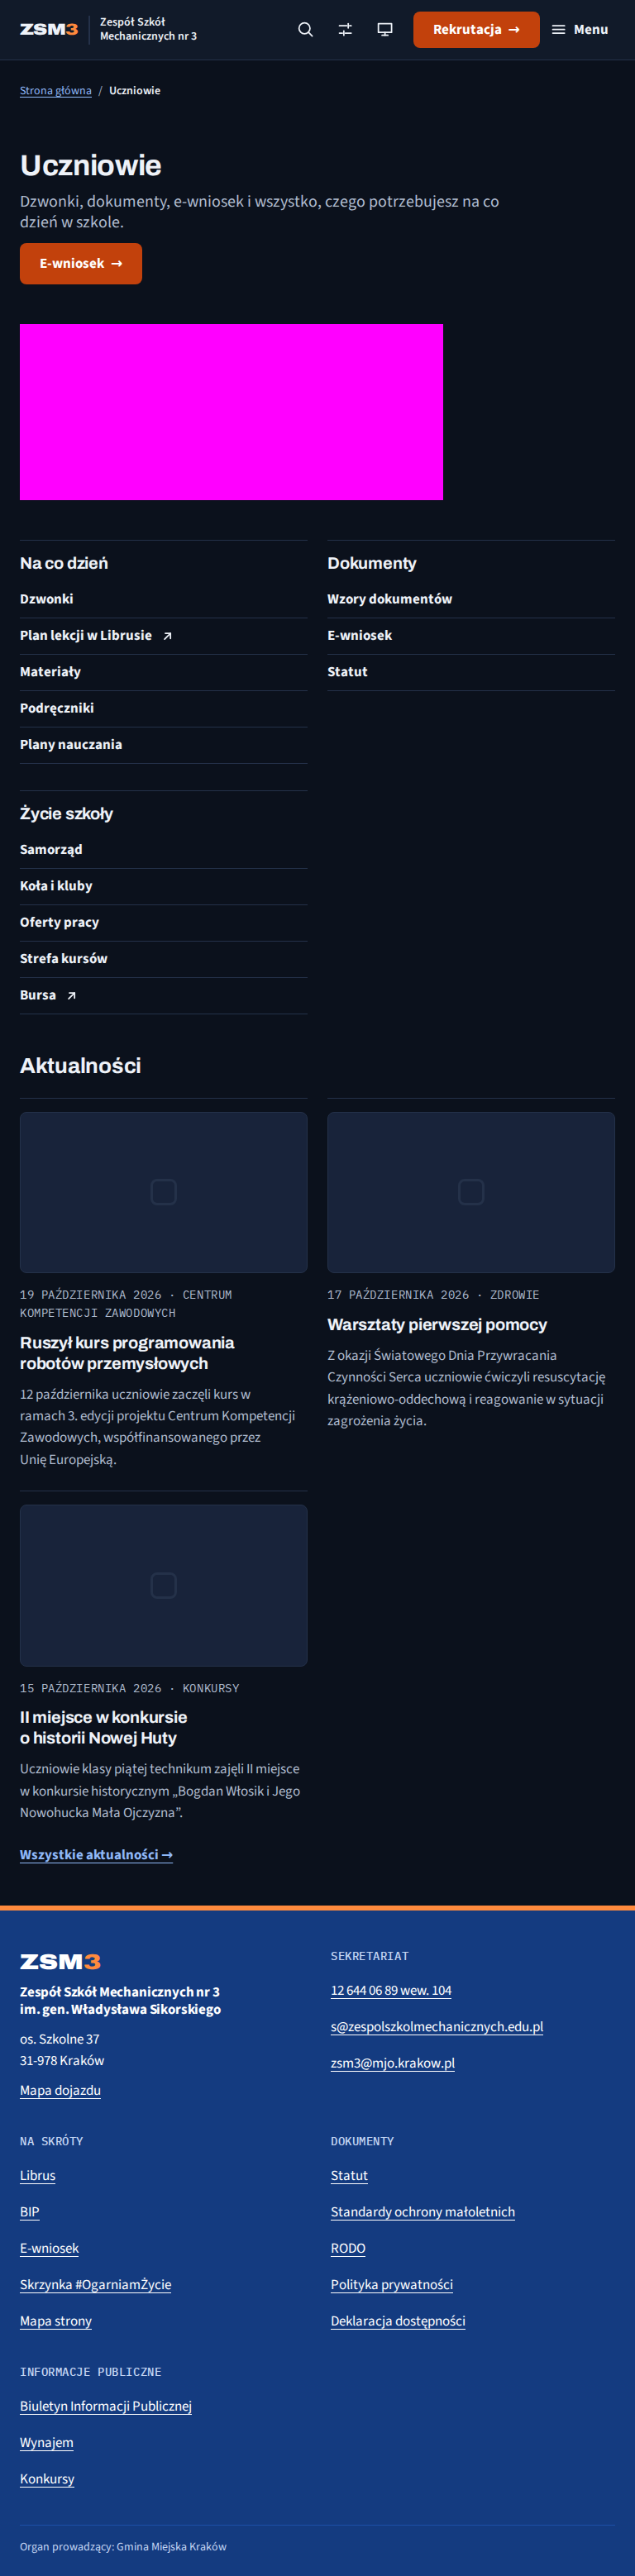 ZSM3
Zespół Szkół
Mechanicznych nr 3
Rekrutacja →
Menu
Strona główna / Uczniowie
Uczniowie
Dzwonki, dokumenty, e-wniosek i wszystko, czego potrzebujesz na co
dzień w szkole.
E-wniosek →
Na co dzień
Dzwonki
Plan lekcji w Librusie ↗
Materiały
Podręczniki
Plany nauczania
Dokumenty
Wzory dokumentów
E-wniosek
Statut
Życie szkoły
Samorząd
Koła i kluby
Oferty pracy
Strefa kursów
Bursa ↗
Aktualności
19 PAŹDZIERNIKA 2026 · CENTRUM
KOMPETENCJI ZAWODOWYCH
Ruszył kurs programowania
robotów przemysłowych
12 października uczniowie zaczęli kurs w
ramach 3. edycji projektu Centrum Kompetencji
Zawodowych, współfinansowanego przez
Unię Europejską.
17 PAŹDZIERNIKA 2026 · ZDROWIE
Warsztaty pierwszej pomocy
Z okazji Światowego Dnia Przywracania
Czynności Serca uczniowie ćwiczyli resuscytację
krążeniowo-oddechową i reagowanie w sytuacji
zagrożenia życia.
15 PAŹDZIERNIKA 2026 · KONKURSY
II miejsce w konkursie
o historii Nowej Huty
Uczniowie klasy piątej technikum zajęli II miejsce
w konkursie historycznym „Bogdan Włosik i Jego
Nowohucka Mała Ojczyzna”.
Wszystkie aktualności →
ZSM3
Zespół Szkół Mechanicznych nr 3
im. gen. Władysława Sikorskiego
os. Szkolne 37
31-978 Kraków
Mapa dojazdu
SEKRETARIAT
12 644 06 89 wew. 104
s@zespolszkolmechanicznych.edu.pl
zsm3@mjo.krakow.pl
NA SKRÓTY
Librus
BIP
E-wniosek
Skrzynka #OgarniamŻycie
Mapa strony
DOKUMENTY
Statut
Standardy ochrony małoletnich
RODO
Polityka prywatności
Deklaracja dostępności
INFORMACJE PUBLICZNE
Biuletyn Informacji Publicznej
Wynajem
Konkursy
Organ prowadzący: Gmina Miejska Kraków